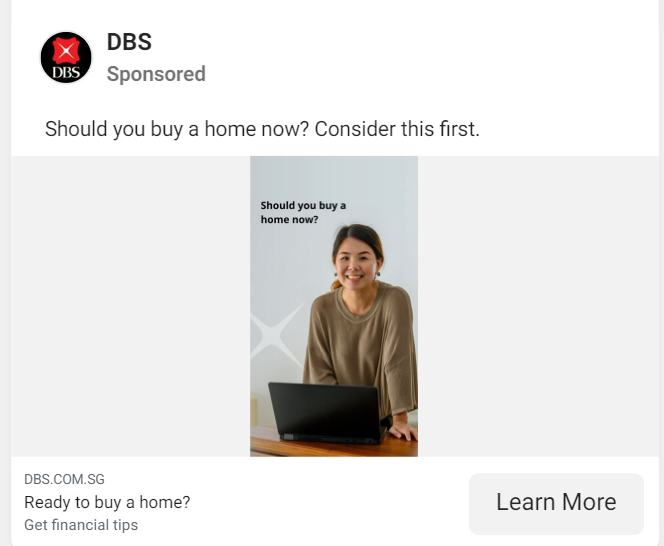 DBS
DBS
Sponsored
Should you buy a home now? Consider this first.
Should you buy a
home now?
DBS.COM.SG
Ready to buy a home?
Get financial tips
Learn More